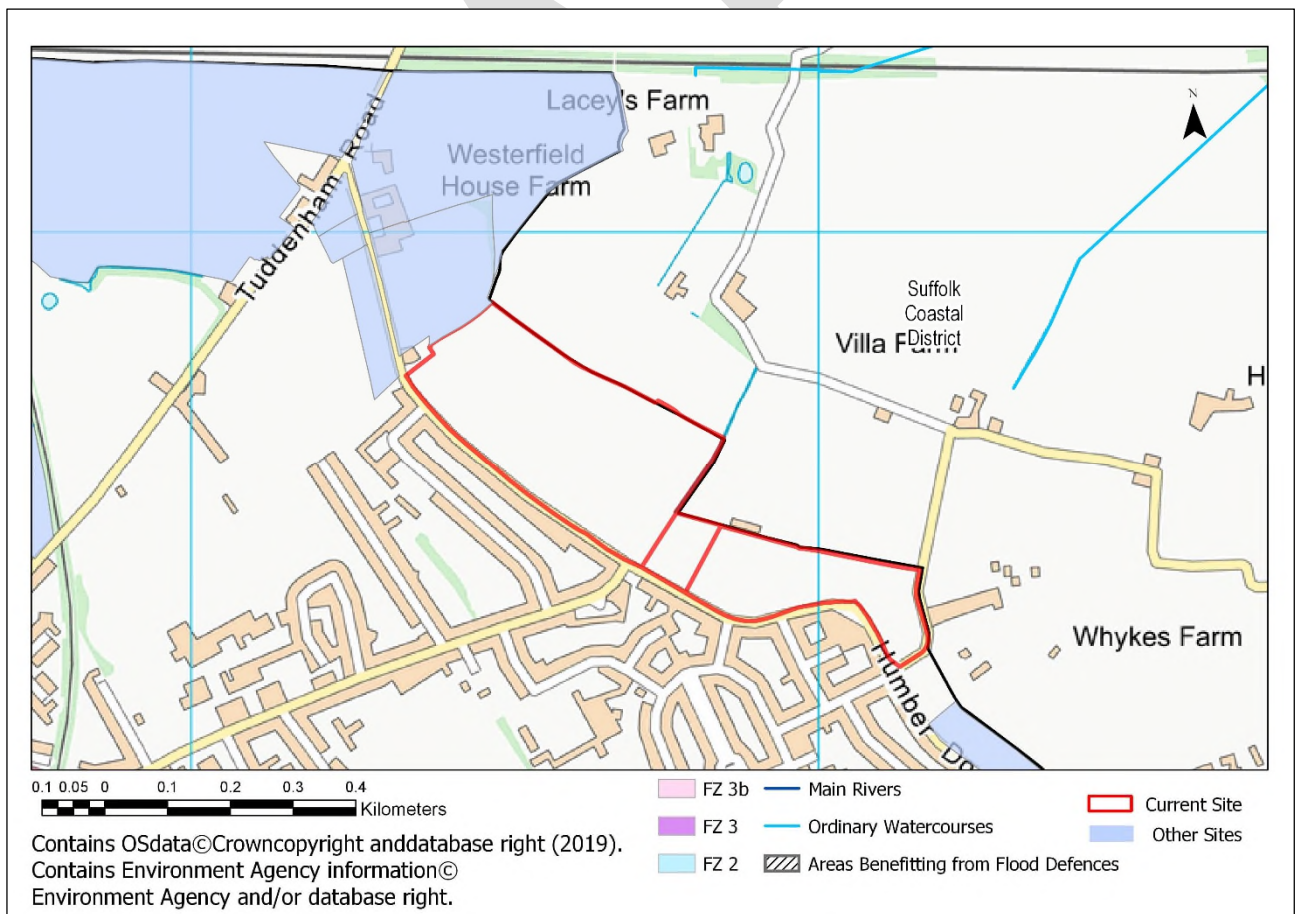 Lacey's Farm
N
Westerfield
House Farm
Tuddenham Road
Suffolk
Coastal
District
Villa Farm
H
Whykes Farm
Humber Do
0.1 0.05 0 0.1 0.2 0.3 0.4
Kilometers
FZ 3b
Main Rivers
Current Site
FZ 3
Ordinary Watercourses
Other Sites
FZ 2
Areas Benefitting from Flood Defences
Contains OSdata©Crowncopyright anddatabase right (2019).
Contains Environment Agency information©
Environment Agency and/or database right.